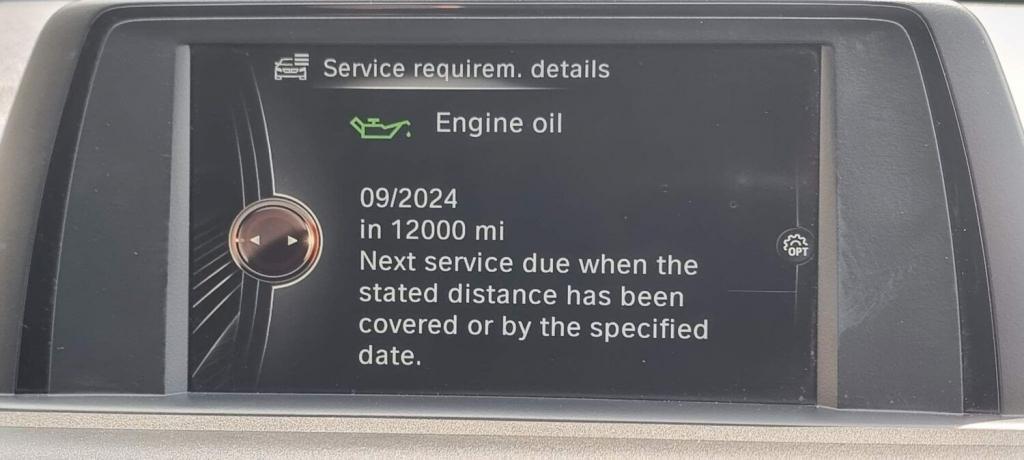 Service requirem. details
Engine oil
09/2024
in 12000 mi
Next service due when the
stated distance has been
covered or by the specified
date.
OPT